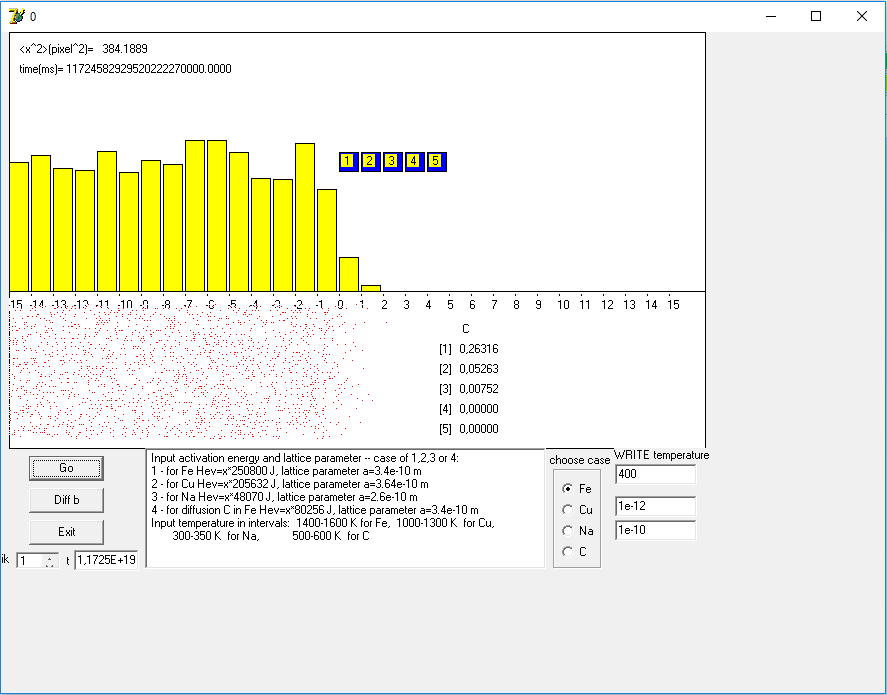 0
<x^2>(pixel^2)= 384.1889
time(ms)= 11724582929520222270000.0000
1 2 3 4 5
-15 -14 -13 -12 -11 -10 -9 -8 -7 -6 -5 -4 -3 -2 -1 0 1 2 3 4 5 6 7 8 9 10 11 12 13 14 15
C
[1] 0,26316
[2] 0,05263
[3] 0,00752
[4] 0,00000
[5] 0,00000
Go
Diff b
Exit
ik 1 t 1,1725E+19
Input activation energy and lattice parameter -- case of 1,2,3 or 4:
1 - for Fe Hev=x*250800 J, lattice parameter a=3.4e-10 m
2 - for Cu Hev=x*205632 J, lattice parameter a=3.64e-10 m
3 - for Na Hev=x*48070 J, lattice parameter a=2.6e-10 m
4 - for diffusion C in Fe Hev=x*80256 J, lattice parameter a=3.4e-10 m
Input temperature in intervals: 1400-1600 K for Fe, 1000-1300 K for Cu,
300-350 K for Na, 500-600 K for C
choose case
Fe
Cu
Na
C
WRITE temperature
400
1e-12
1e-10